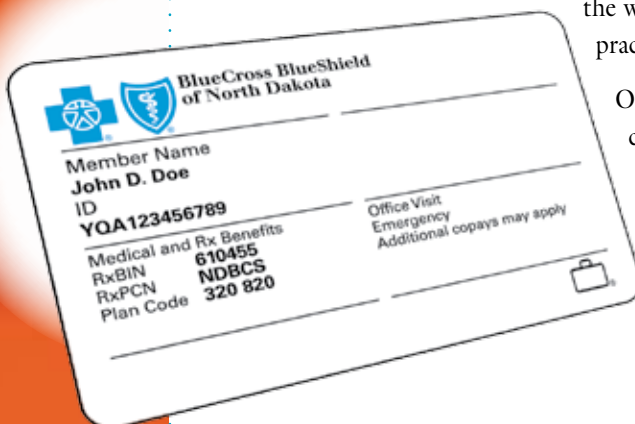 the w
prac
O
c
BlueCross BlueShield
of North Dakota
Member Name
John D. Doe
ID
YQA123456789
Medical and Rx Benefits
RxBIN 610455
RxPCN NDBCS
Plan Code 320 820
Office Visit
Emergency
Additional copays may apply